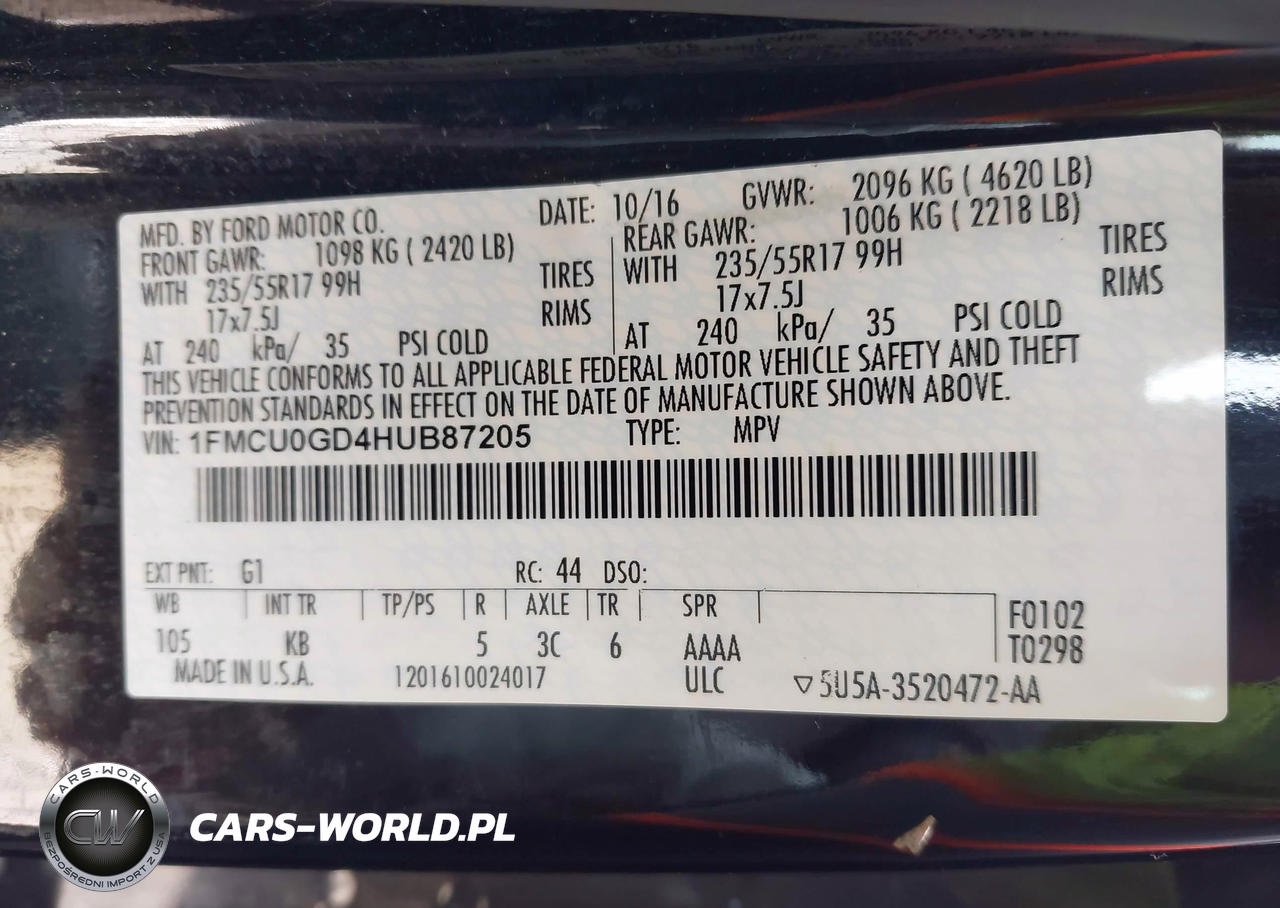 MFD. BY FORD MOTOR CO. DATE: 10/16 GVWR: 2096 KG ( 4620 LB)
FRONT GAWR: 1098 KG ( 2420 LB) REAR GAWR: 1006 KG ( 2218 LB)
WITH 235/55R17 99H TIRES WITH 235/55R17 99H TIRES
17x7.5J RIMS 17x7.5J RIMS
AT 240 kPa/ 35 PSI COLD AT 240 kPa/ 35 PSI COLD
THIS VEHICLE CONFORMS TO ALL APPLICABLE FEDERAL MOTOR VEHICLE SAFETY AND THEFT
PREVENTION STANDARDS IN EFFECT ON THE DATE OF MANUFACTURE SHOWN ABOVE.
VIN: 1FMCU0GD4HUB87205 TYPE: MPV
EXT PNT: G1 RC: 44 DSO:
WB INT TR TP/PS R AXLE TR SPR F0102
105 KB 5 3C 6 AAAA T0298
MADE IN U.S.A. 1201610024017 ULC ▽5U5A-3520472-AA
CARS-WORLD
CW
BEZPOŚREDNI IMPORT Z USA
CARS-WORLD.PL